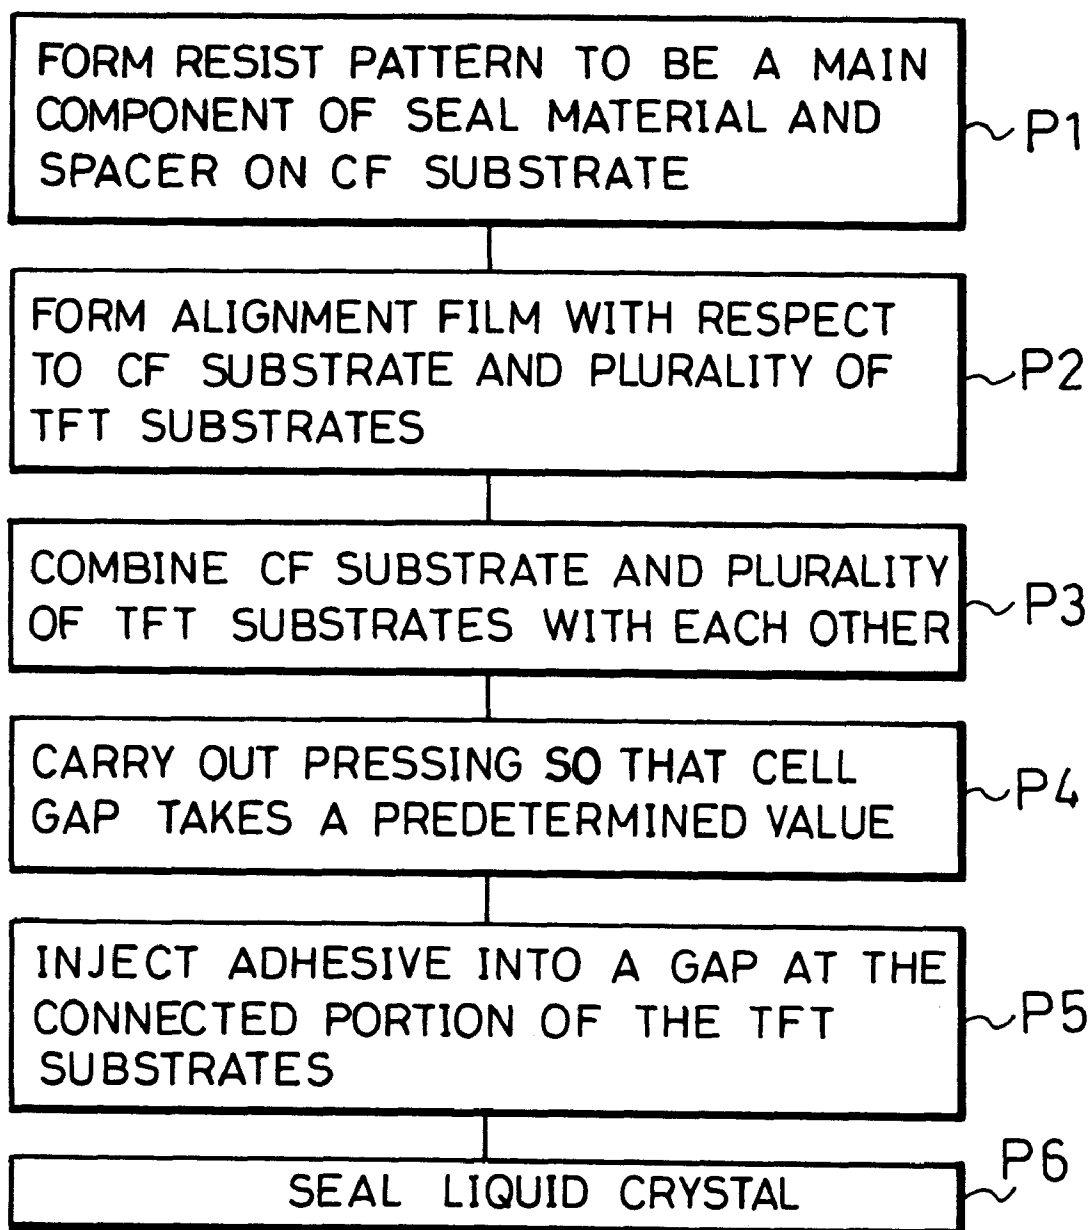 FORM RESIST PATTERN TO BE A MAIN
COMPONENT OF SEAL MATERIAL AND
SPACER ON CF SUBSTRATE
P1
FORM ALIGNMENT FILM WITH RESPECT
TO CF SUBSTRATE AND PLURALITY OF
TFT SUBSTRATES
P2
COMBINE CF SUBSTRATE AND PLURALITY
OF TFT SUBSTRATES WITH EACH OTHER
P3
CARRY OUT PRESSING SO THAT CELL
GAP TAKES A PREDETERMINED VALUE
P4
INJECT ADHESIVE INTO A GAP AT THE
CONNECTED PORTION OF THE TFT
SUBSTRATES
P5
SEAL LIQUID CRYSTAL
P6